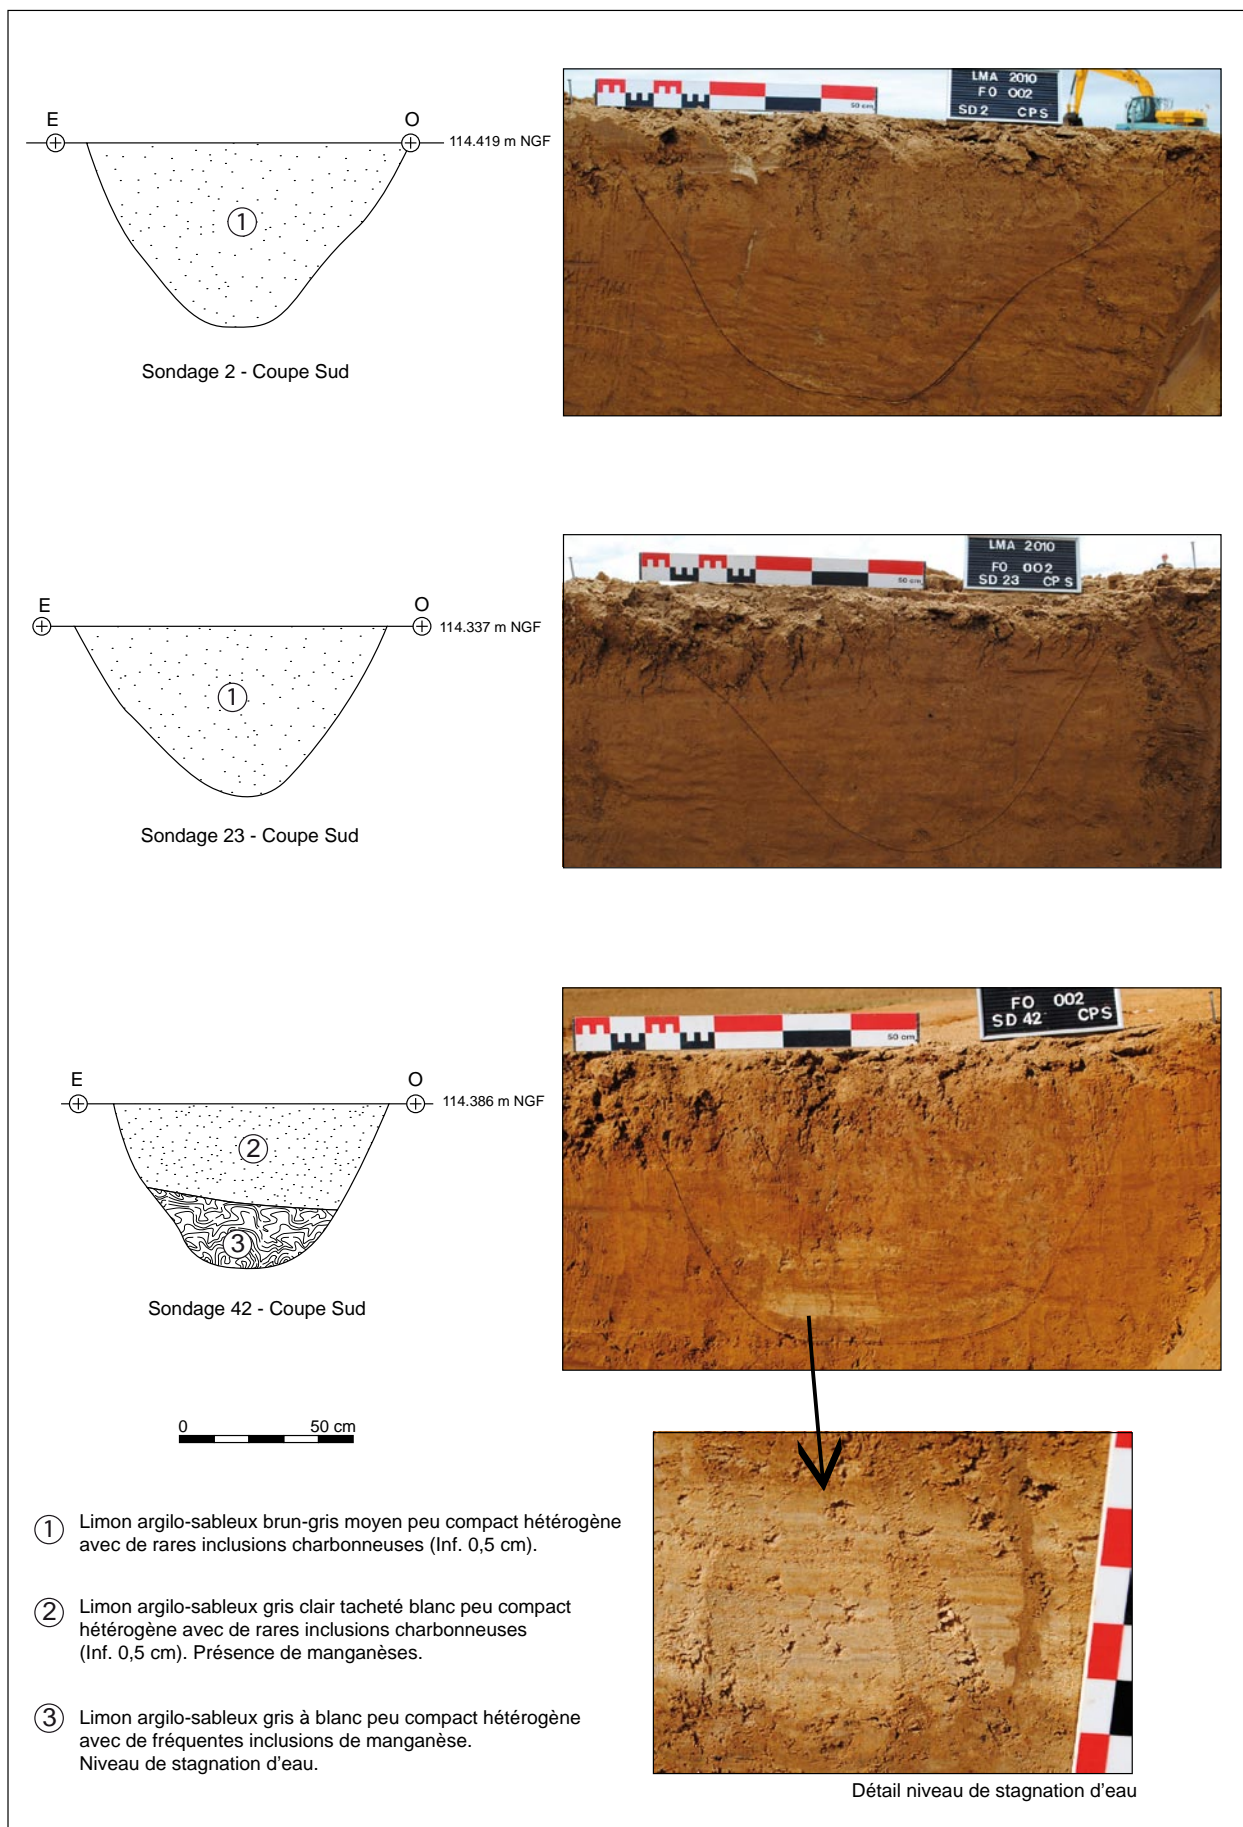 E
O
114.419 m NGF
1
Sondage 2 - Coupe Sud
50 cm
LMA 2010
FO 002
SD 2 CPS
E
O
114.337 m NGF
1
Sondage 23 - Coupe Sud
50 cm
LMA 2010
FO 002
SD 23 CPS
E
O
114.386 m NGF
2
3
Sondage 42 - Coupe Sud
50 cm
FO 002
SD 42 CPS
0 50 cm
1 Limon argilo-sableux brun-gris moyen peu compact hétérogène
avec de rares inclusions charbonneuses (Inf. 0,5 cm).
2 Limon argilo-sableux gris clair tacheté blanc peu compact
hétérogène avec de rares inclusions charbonneuses
(Inf. 0,5 cm). Présence de manganèses.
3 Limon argilo-sableux gris à blanc peu compact hétérogène
avec de fréquentes inclusions de manganèse.
Niveau de stagnation d'eau.
Détail niveau de stagnation d'eau